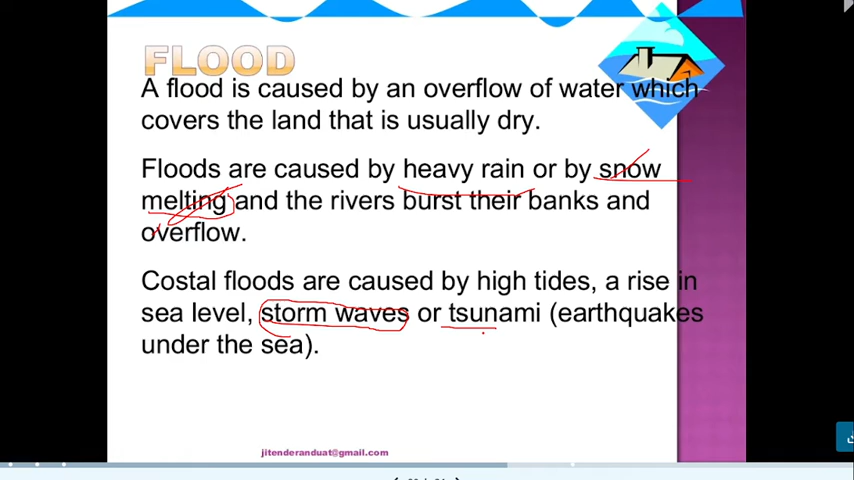 FLOOD
A flood is caused by an overflow of water which
covers the land that is usually dry.
Floods are caused by heavy rain or by snow
melting and the rivers burst their banks and
overflow.
Costal floods are caused by high tides, a rise in
sea level, storm waves or tsunami (earthquakes
under the sea).
jitenderanduat@gmail.com